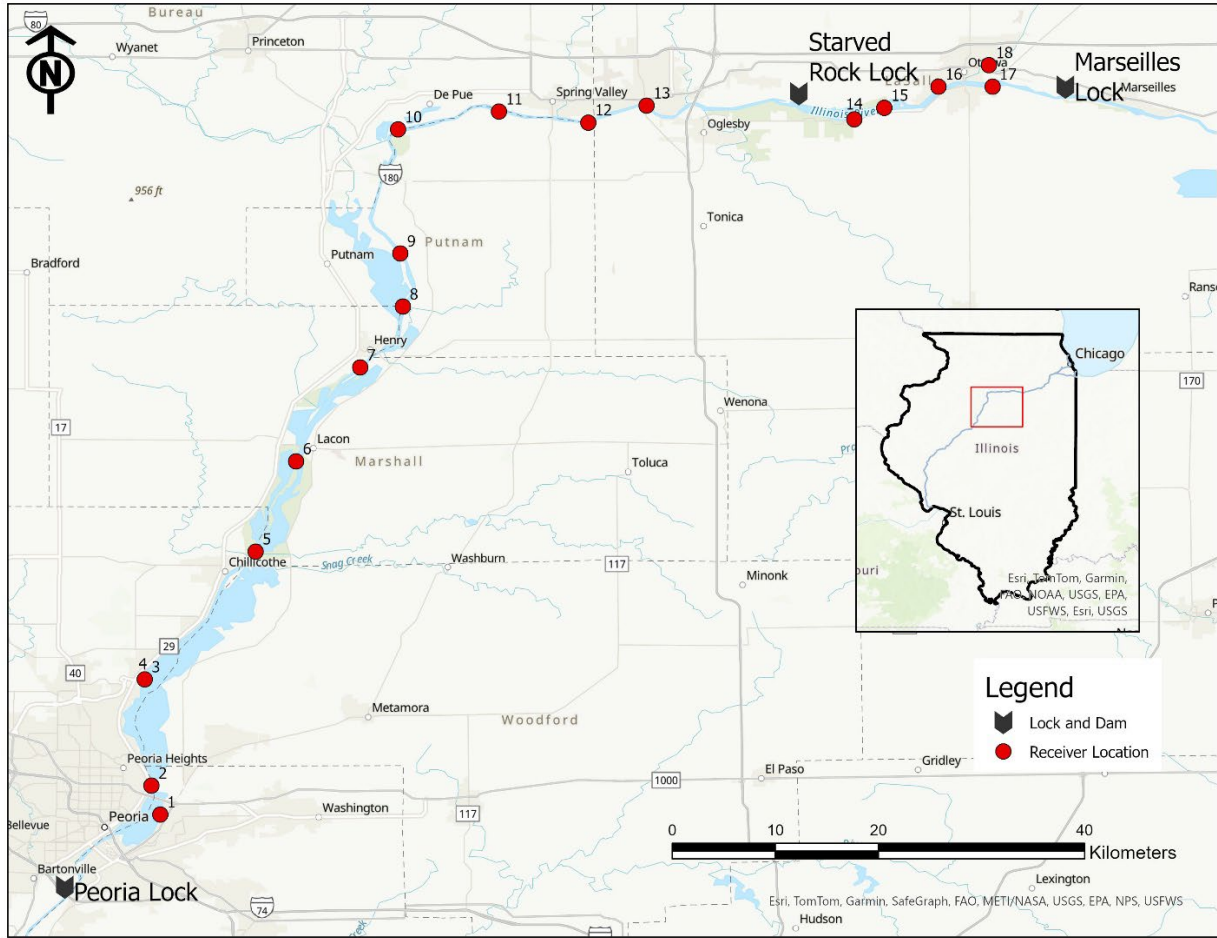 Bureau
80
Wyanet
Princeton
N
Starved
Rock Lock
Marseilles
Lock
18
Ottawa
LaSalle
16
17
Marseilles
De Pue
11
Spring Valley
13
12
10
14
15
Illinois River
Oglesby
180
956 ft
Tonica
9
Putnam
Putnam
Bradford
8
Henry
7
Chicago
170
Wenona
17
Lacon
6
Marshall
Toluca
Illinois
St. Louis
5
Chillicothe
Snag Creek
Washburn
117
Minonk
Esri, TomTom, Garmin,
FAO, NOAA, USGS, EPA,
USFWS, Esri, USGS
29
4
3
40
Metamora
Woodford
Legend
Lock and Dam
Receiver Location
Peoria Heights
2
1
El Paso
Gridley
1000
Peoria
Washington
117
Bellevue
0
10
20
40
Kilometers
Bartonville
Peoria Lock
Lexington
74
Creek
Esri, TomTom, Garmin, SafeGraph, FAO, METI/NASA, USGS, EPA, NPS, USFWS
Hudson